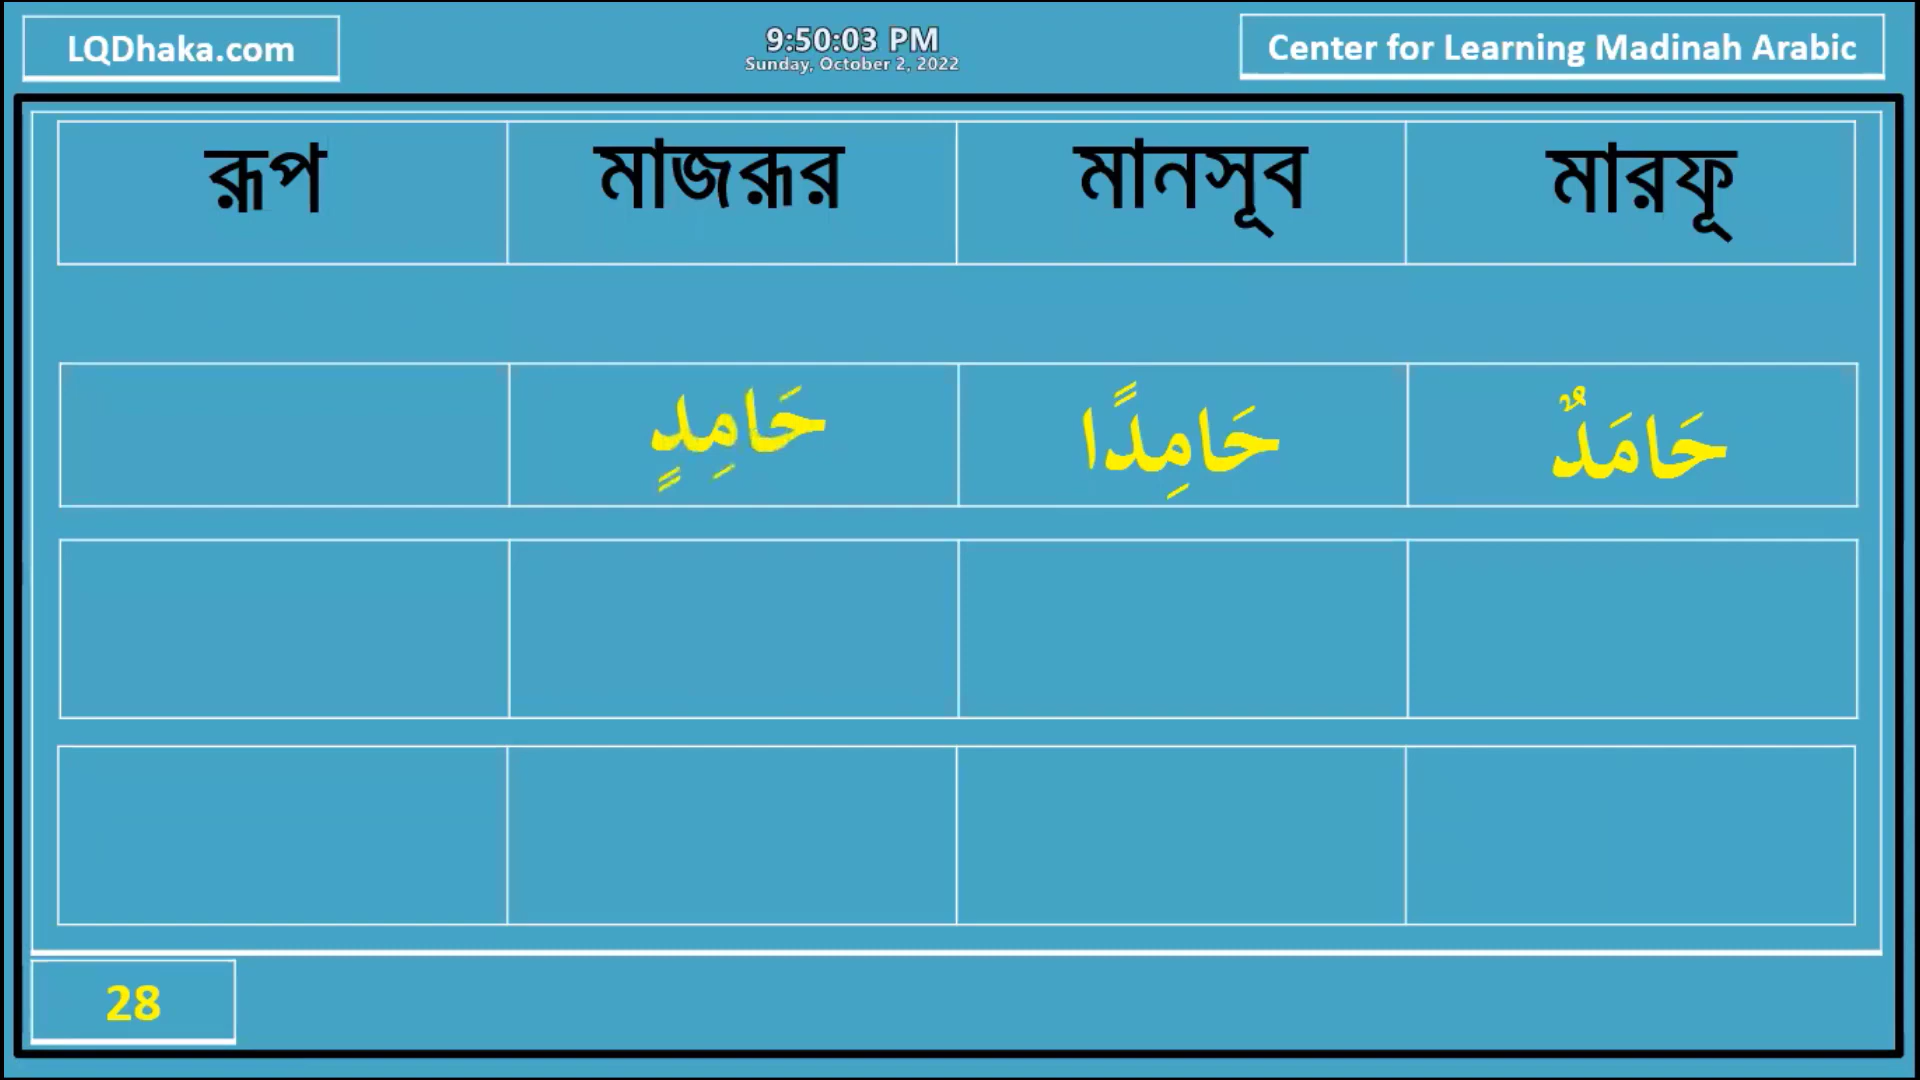 LQDhaka.com
9:50:03 PM
Sunday, October 2, 2022
Center for Learning Madinah Arabic
রূপ মাজরূর মানসূব মারফূ
حَامِدٍ حَامِدًا حَامَدٌ
28